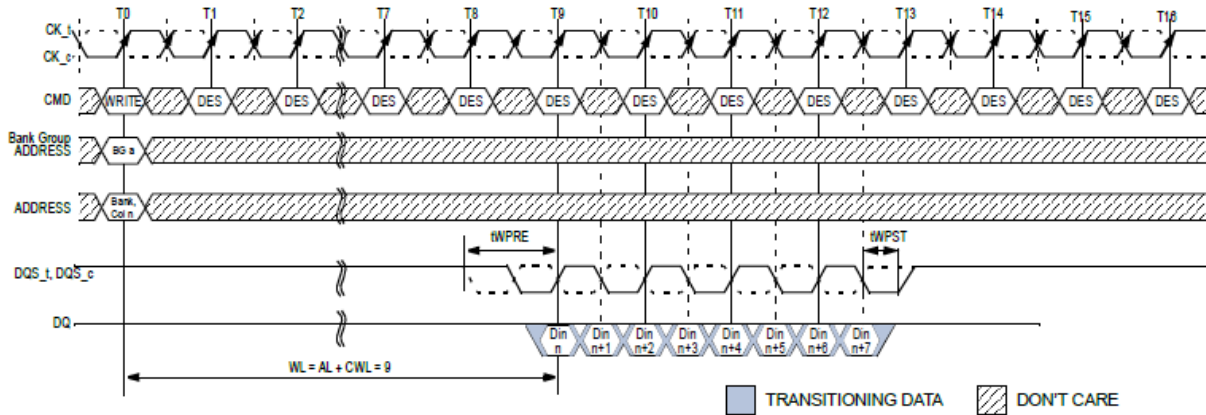 T0 T1 T2 T7 T8 T9 T10 T11 T12 T13 T14 T15 T16
CK_t
CK_c
CMD WRITE DES DES DES DES DES DES DES DES DES DES DES DES
Bank Group
ADDRESS BG a
ADDRESS Bank,
Col n
tWPRE tWPST
DQS_t, DQS_c
DQ Din n Din n+1 Din n+2 Din n+3 Din n+4 Din n+5 Din n+6 Din n+7
WL = AL + CWL = 9
TRANSITIONING DATA DON'T CARE